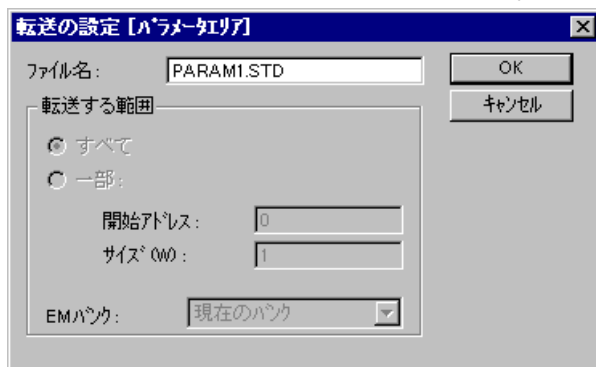 転送の設定 [パラメータエリア]
ファイル名: PARAM1.STD
OK
キャンセル
転送する範囲
すべて
一部:
開始アドレス: 0
サイズ(W): 1
EMバンク: 現在のバンク